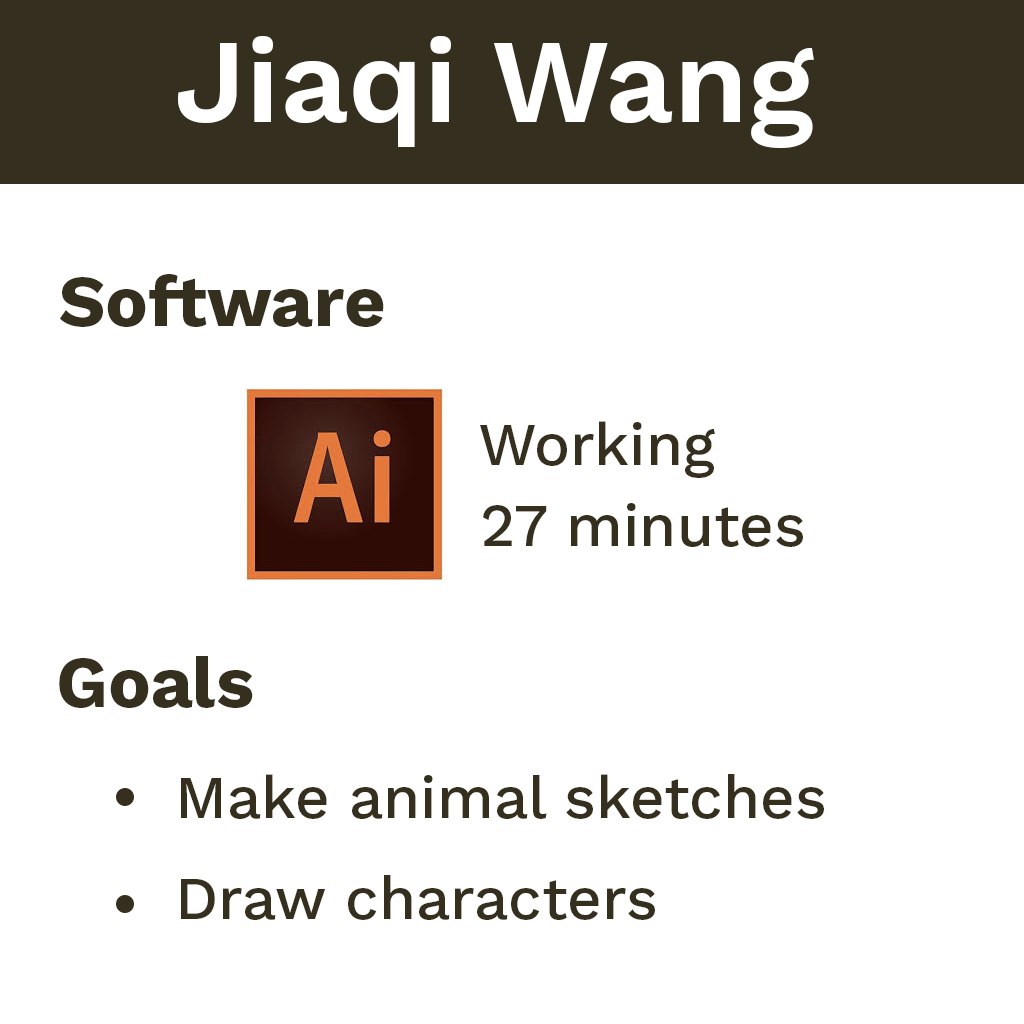 Jiaqi Wang
Software
Ai
Working
27 minutes
Goals
• Make animal sketches
• Draw characters